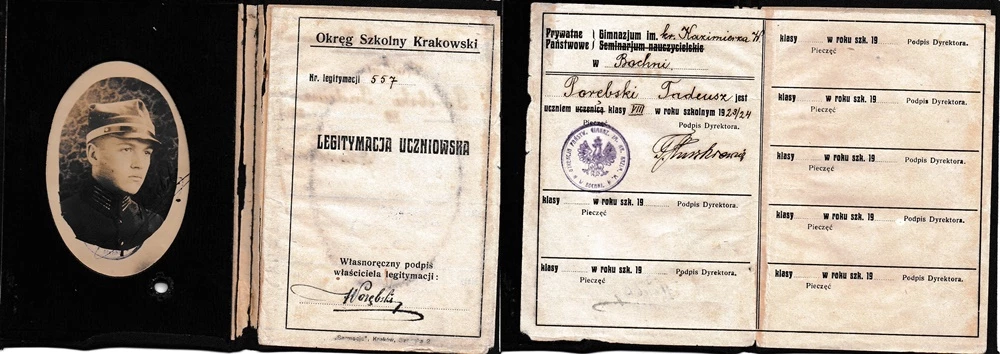 Okręg Szkolny Krakowski
Nr. legitymacji 557
LEGITYMACJA UCZNIOWSKA
Własnoręczny podpis
właściciela legitymacji:
Porębski
"Sarmacja", Kraków,
Prywatne / Gimnazjum im. kr. Kazimierza W.
Państwowe / Seminarjum nauczycielskie
w Bochni
Porębski Tadeusz jest
uczniem uczenicą klasy VIII w roku szkolnym 1923/24
Pieczęć Podpis Dyrektora.
klasy w roku szk. 19 Podpis Dyrektora.
Pieczęć
klasy w roku szk. 19 Podpis Dyrektora.
Pieczęć
klasy w roku szk. 19 Podpis Dyrektora.
Pieczęć
klasy w roku szk. 19 Podpis Dyrektora.
Pieczęć
klasy w roku szk. 19 Podpis Dyrektora.
Pieczęć
klasy w roku szk. 19 Podpis Dyrektora.
Pieczęć
klasy w roku szk. 19 Podpis Dyrektora.
Pieczęć